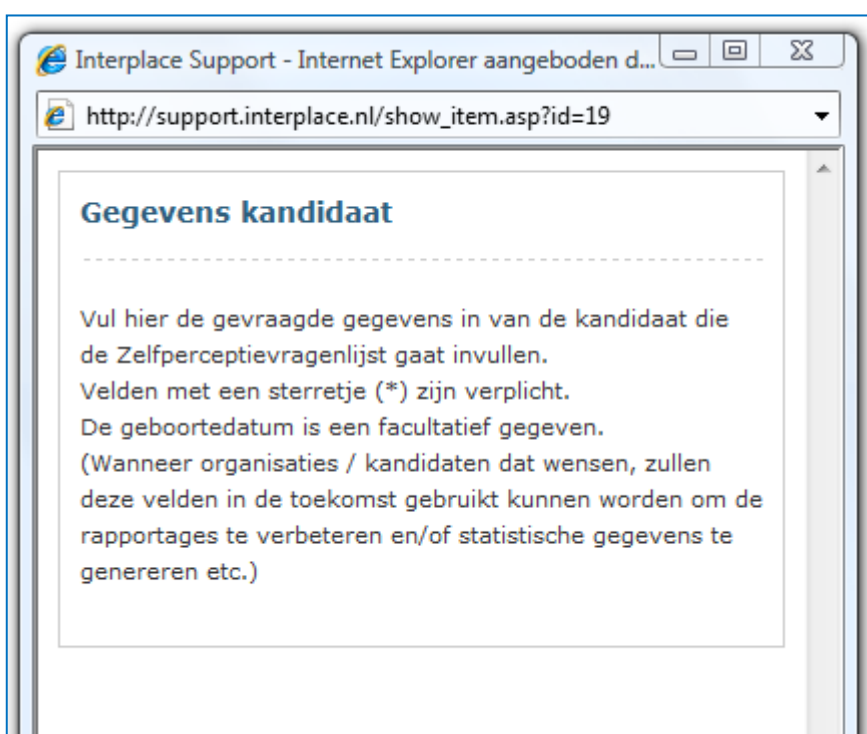 Interplace Support - Internet Explorer aangeboden d...
http://support.interplace.nl/show_item.asp?id=19
Gegevens kandidaat
Vul hier de gevraagde gegevens in van de kandidaat die
de Zelfperceptievragenlijst gaat invullen.
Velden met een sterretje (*) zijn verplicht.
De geboortedatum is een facultatief gegeven.
(Wanneer organisaties / kandidaten dat wensen, zullen
deze velden in de toekomst gebruikt kunnen worden om de
rapportages te verbeteren en/of statistische gegevens te
genereren etc.)